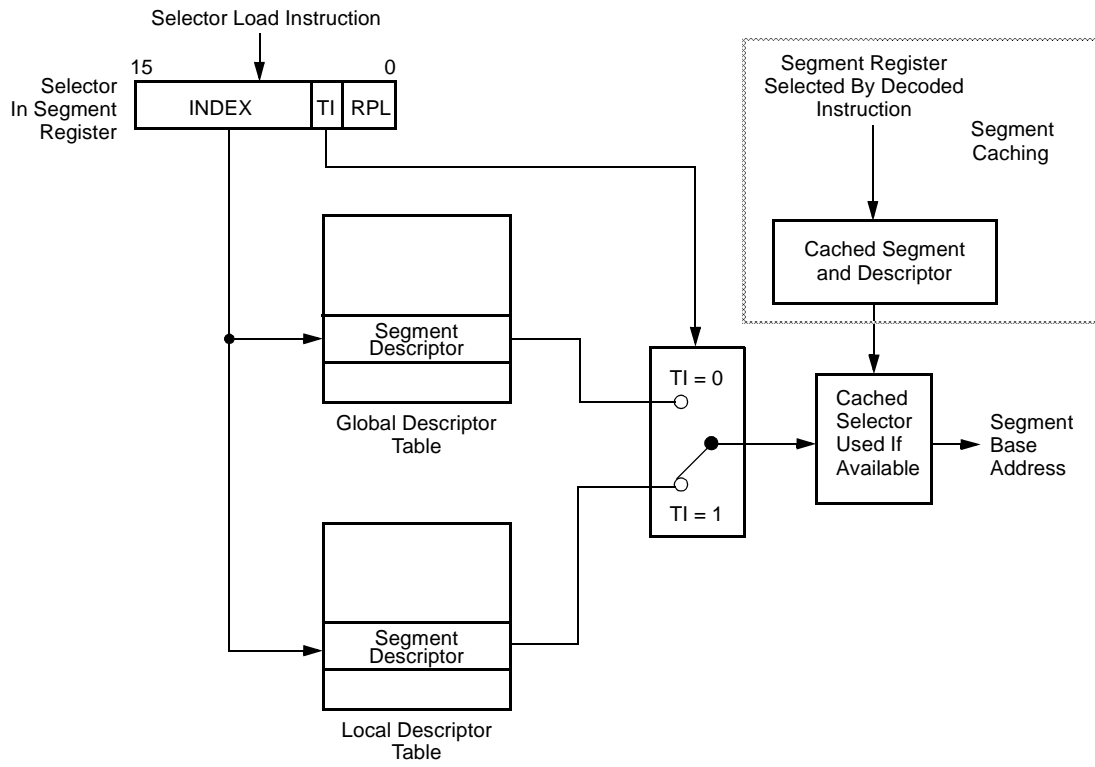 Selector Load Instruction
15
0
Selector
In Segment
Register
INDEX
TI
RPL
Segment Register
Selected By Decoded
Instruction
Segment
Caching
Cached Segment
and Descriptor
Segment
Descriptor
Global Descriptor
Table
TI = 0
TI = 1
Cached
Selector
Used If
Available
Segment
Base
Address
Segment
Descriptor
Local Descriptor
Table